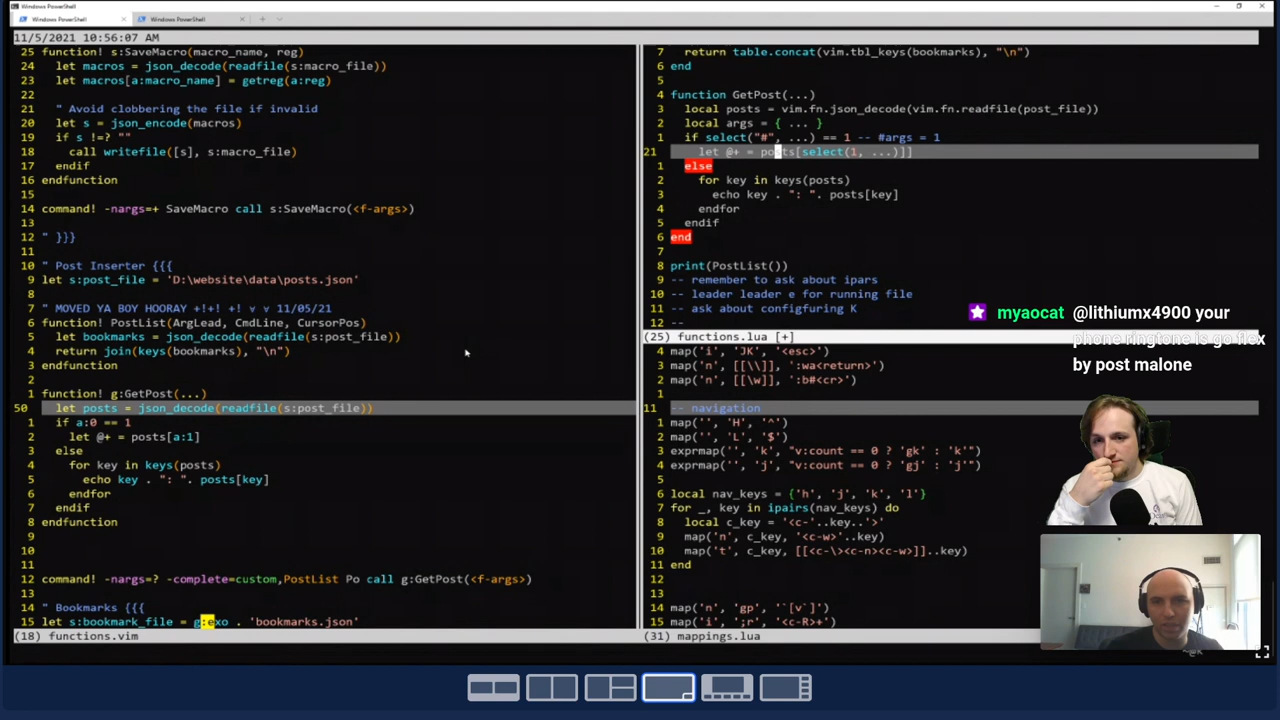 Windows PowerShell
Windows PowerShell
Windows PowerShell
11/5/2021 10:56:07 AM
25 function! s:SaveMacro(macro_name, reg)
24 let macros = json_decode(readfile(s:macro_file))
23 let macros[a:macro_name] = getreg(a:reg)
22
21 " Avoid clobbering the file if invalid
20 let s = json_encode(macros)
19 if s !=? ""
18 call writefile([s], s:macro_file)
17 endif
16 endfunction
15
14 command! -nargs=+ SaveMacro call s:SaveMacro(<f-args>)
13
12 " }}}
11
10 " Post Inserter {{{
9 let s:post_file = 'D:\website\data\posts.json'
8
7 " MOVED YA BOY HOORAY +!+! +! v v 11/05/21
6 function! PostList(ArgLead, CmdLine, CursorPos)
5 let bookmarks = json_decode(readfile(s:post_file))
4 return join(keys(bookmarks), "\n")
3 endfunction
2
1 function! g:GetPost(...)
50 let posts = json_decode(readfile(s:post_file))
1 if a:0 == 1
2 let @+ = posts[a:1]
3 else
4 for key in keys(posts)
5 echo key . ": ". posts[key]
6 endfor
7 endif
8 endfunction
9
10
11
12 command! -nargs=? -complete=custom,PostList Po call g:GetPost(<f-args>)
13
14 " Bookmarks {{{
15 let s:bookmark_file = g:exo . 'bookmarks.json'
(18) functions.vim
7 return table.concat(vim.tbl_keys(bookmarks), "\n")
6 end
5
4 function GetPost(...)
3 local posts = vim.fn.json_decode(vim.fn.readfile(post_file))
2 local args = { ... }
1 if select("#", ...) == 1 -- #args = 1
21 let @+ = posts[select(1, ...)]]
1 else
2 for key in keys(posts)
3 echo key . ": ". posts[key]
4 endfor
5 endif
6 end
7
8 print(PostList())
9 -- remember to ask about ipars
10 -- leader leader e for running file
11 -- ask about configfuring K
12 --
(25) functions.lua [+]
4 map('i', 'JK', '<esc>')
3 map('n', [[\\]], ':wa<return>')
2 map('n', [[\w]], ':b#<cr>')
1
11 -- navigation
1 map('', 'H', '^')
2 map('', 'L', '$')
3 exprmap('', 'k', "v:count == 0 ? 'gk' : 'k'")
4 exprmap('', 'j', "v:count == 0 ? 'gj' : 'j'")
5
6 local nav_keys = {'h', 'j', 'k', 'l'}
7 for _, key in ipairs(nav_keys) do
8 local c_key = '<c-'..key..'>'
9 map('n', c_key, '<c-w>'..key)
10 map('t', c_key, [[<c-\><c-n><c-w>]]..key)
11 end
12
13
14 map('n', 'gp', '`[v`]')
15 map('i', ';r', '<c-R>+')
(31) mappings.lua
myaocat @lithiumx4900 your
phone ringtone is go flex
by post malone